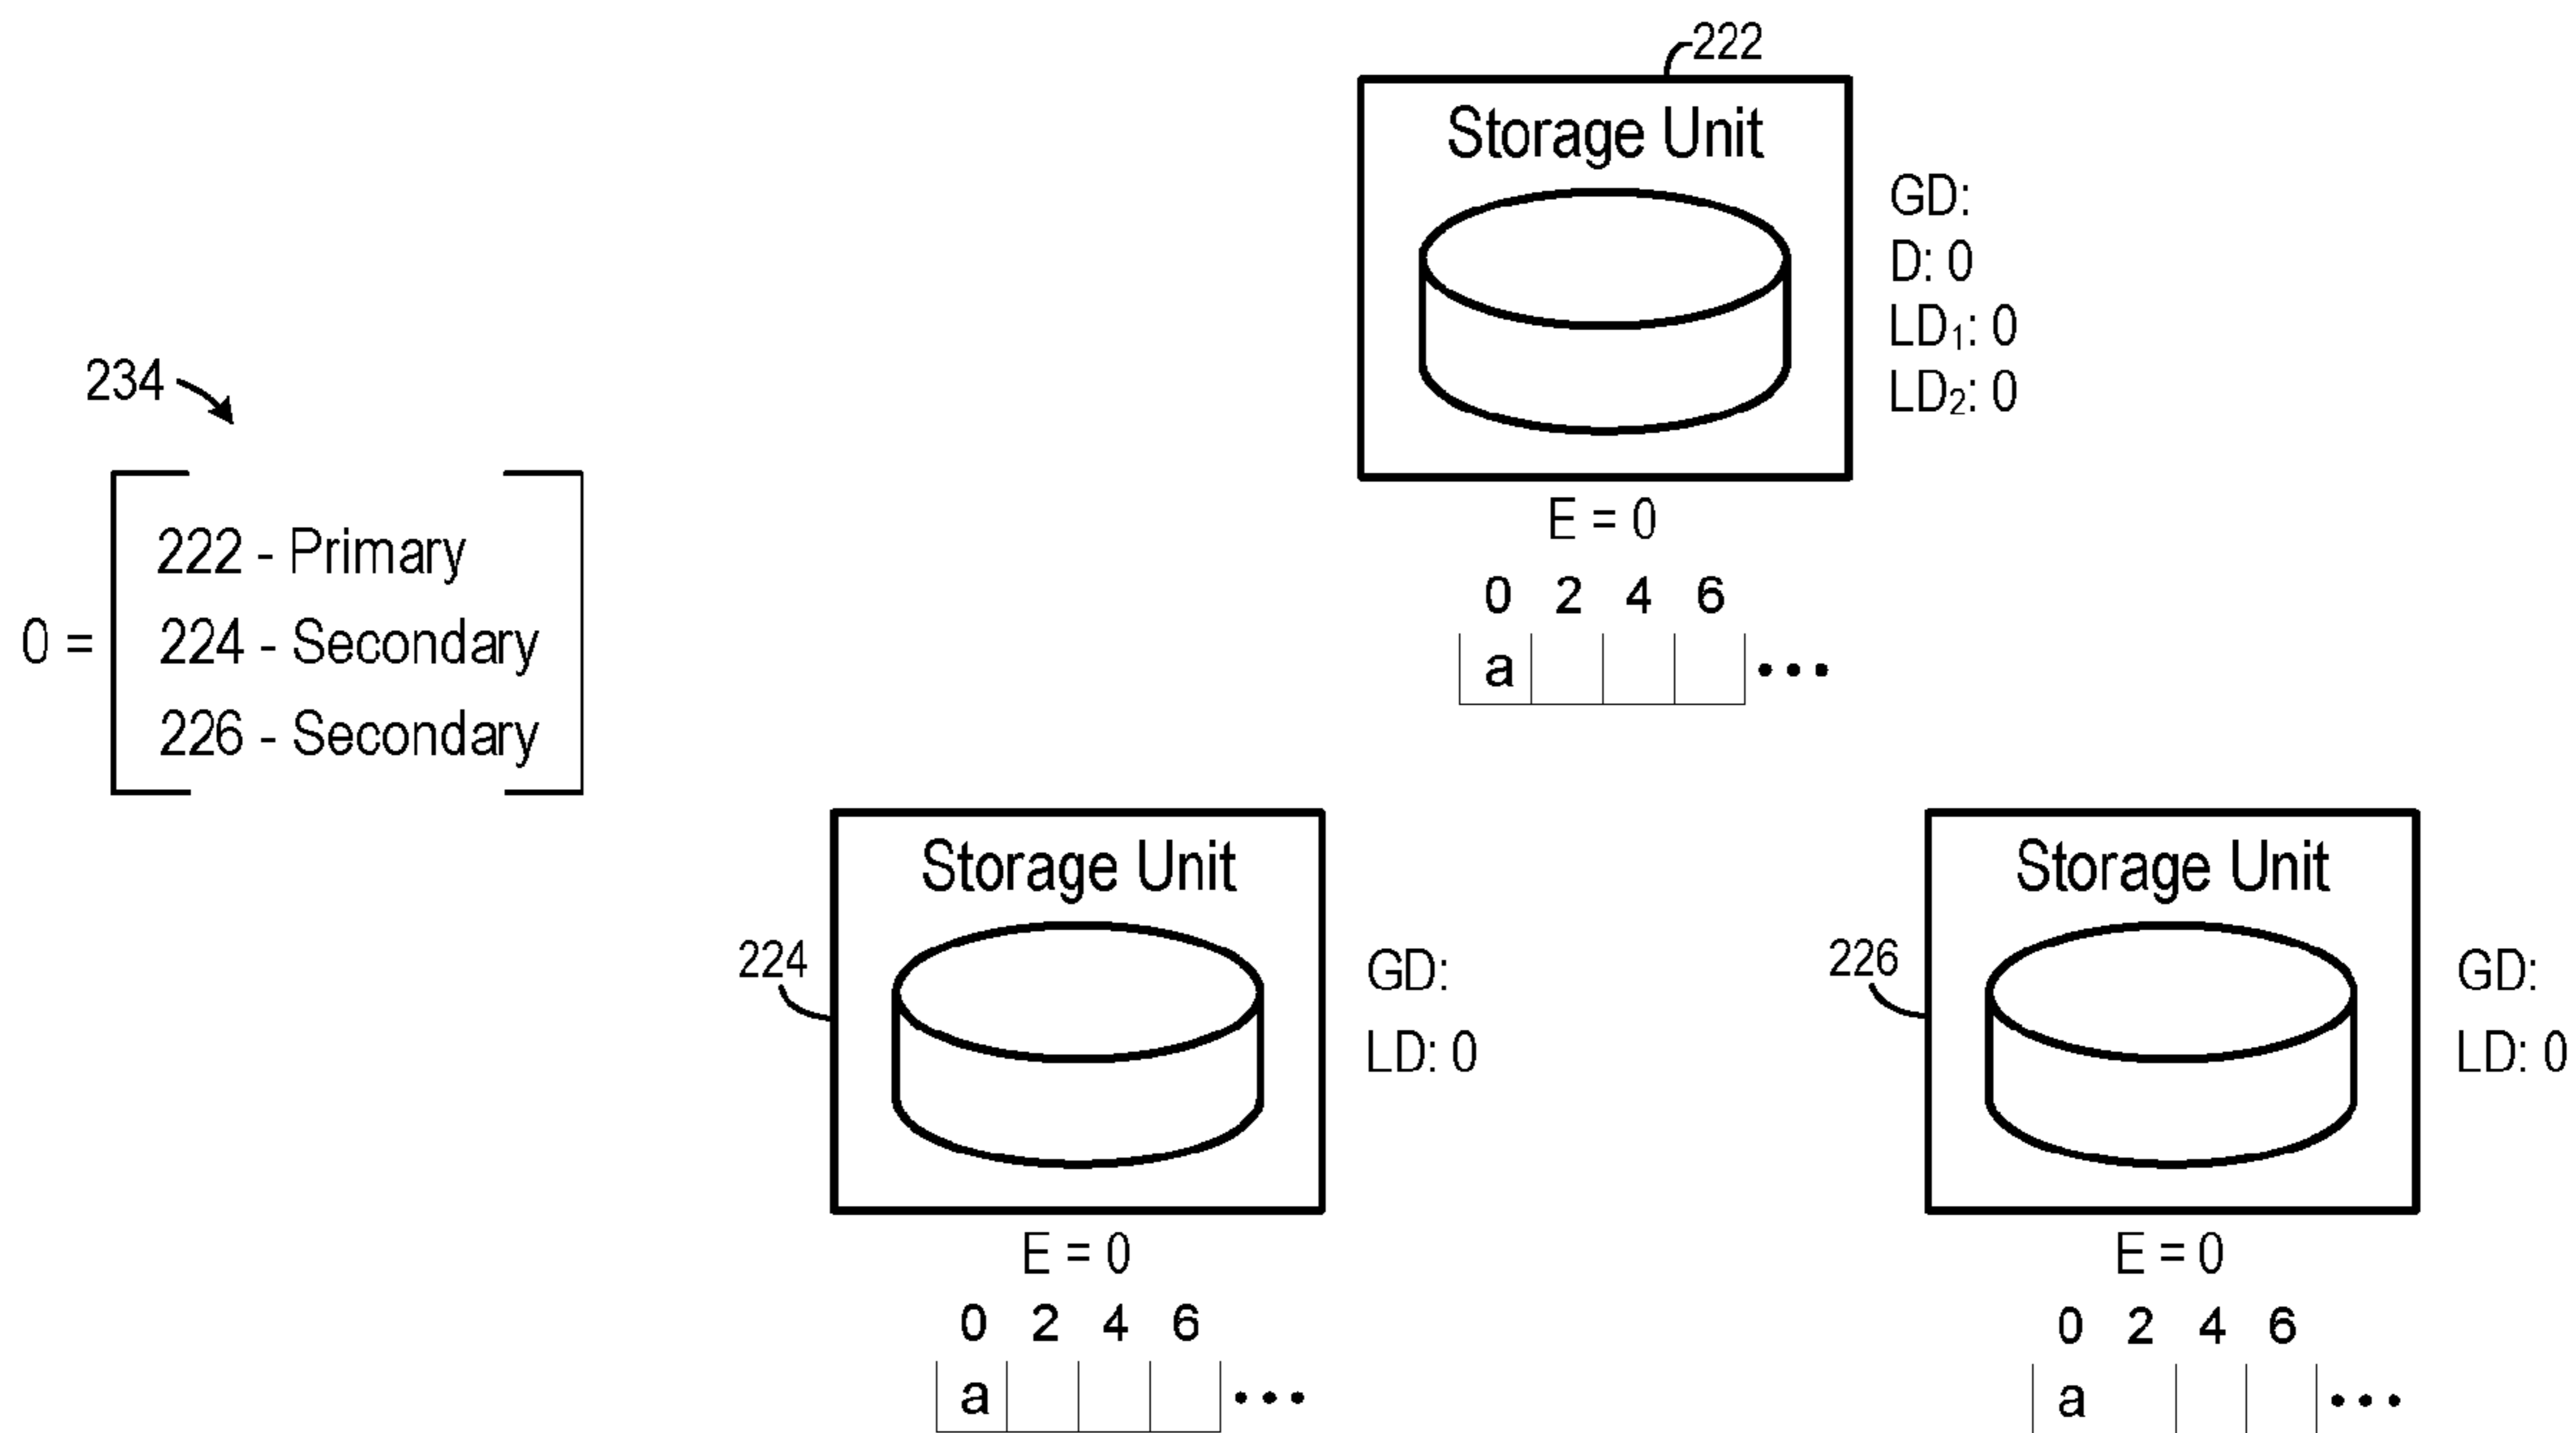 222
Storage Unit
GD:
D: 0
LD₁: 0
LD₂: 0
E = 0
0 2 4 6
a •••
234
0 =
222 - Primary
224 - Secondary
226 - Secondary
Storage Unit
224
GD:
LD: 0
E = 0
0 2 4 6
a •••
Storage Unit
226
GD:
LD: 0
E = 0
0 2 4 6
a •••